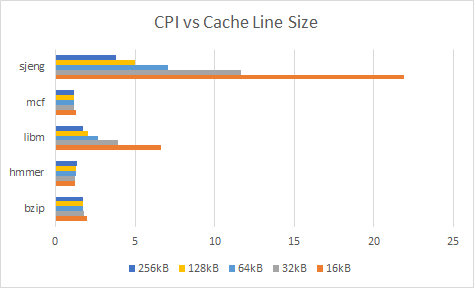 CPI vs Cache Line Size
sjeng
mcf
libm
hmmer
bzip
0 5 10 15 20 25
256kB 128kB 64kB 32kB 16kB